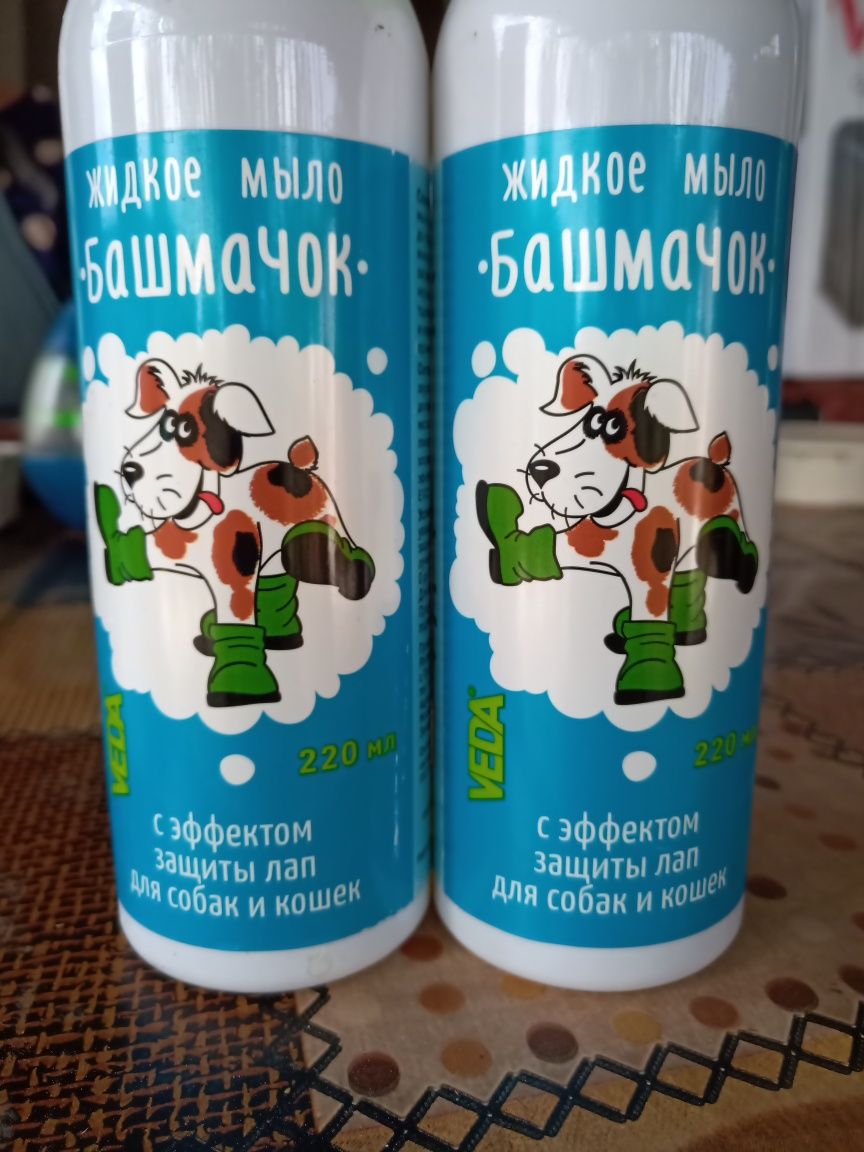 жидкое мыло
·Башмачок·
VEDA
220 мл
с эффектом
защиты лап
для собак и кошек
жидкое мыло
·Башмачок·
VEDA®
220 мл
с эффектом
защиты лап
для собак и кошек